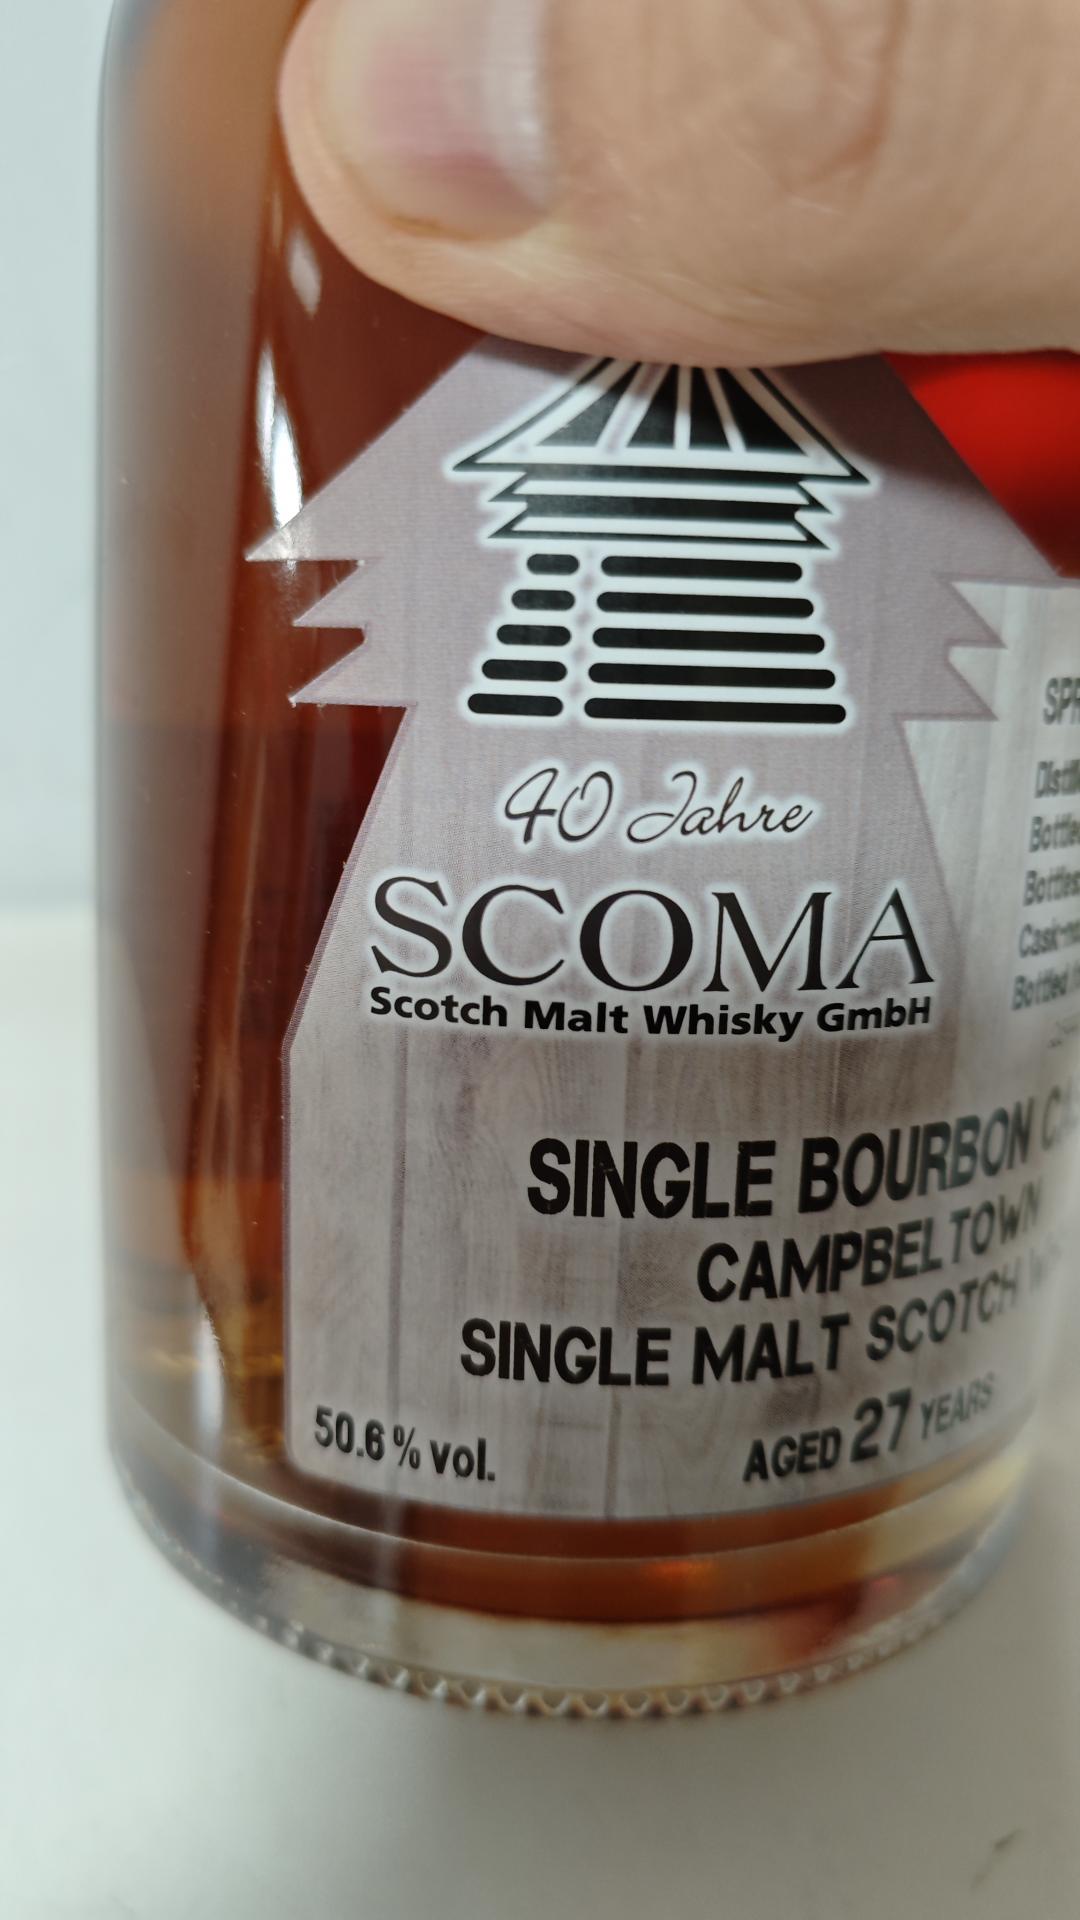 40 Jahre
SCOMA
Scotch Malt Whisky GmbH
SINGLE BOURBON
CAMPBELTOWN
SINGLE MALT SCOTCH
50.6% vol.
AGED 27 YEARS
Bottled